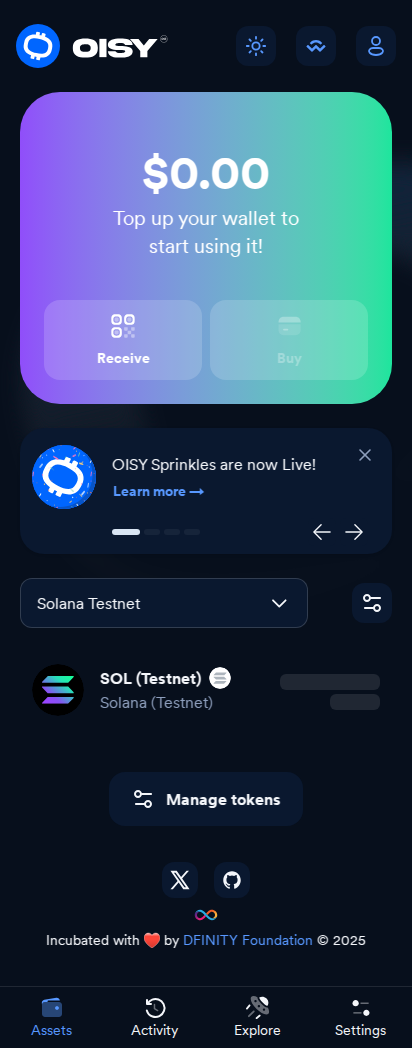 OISY
$0.00
Top up your wallet to
start using it!
Receive
Buy
OISY Sprinkles are now Live!
Learn more →
Solana Testnet
SOL (Testnet)
Solana (Testnet)
Manage tokens
Incubated with ❤️ by DFINITY Foundation © 2025
Assets
Activity
Explore
Settings